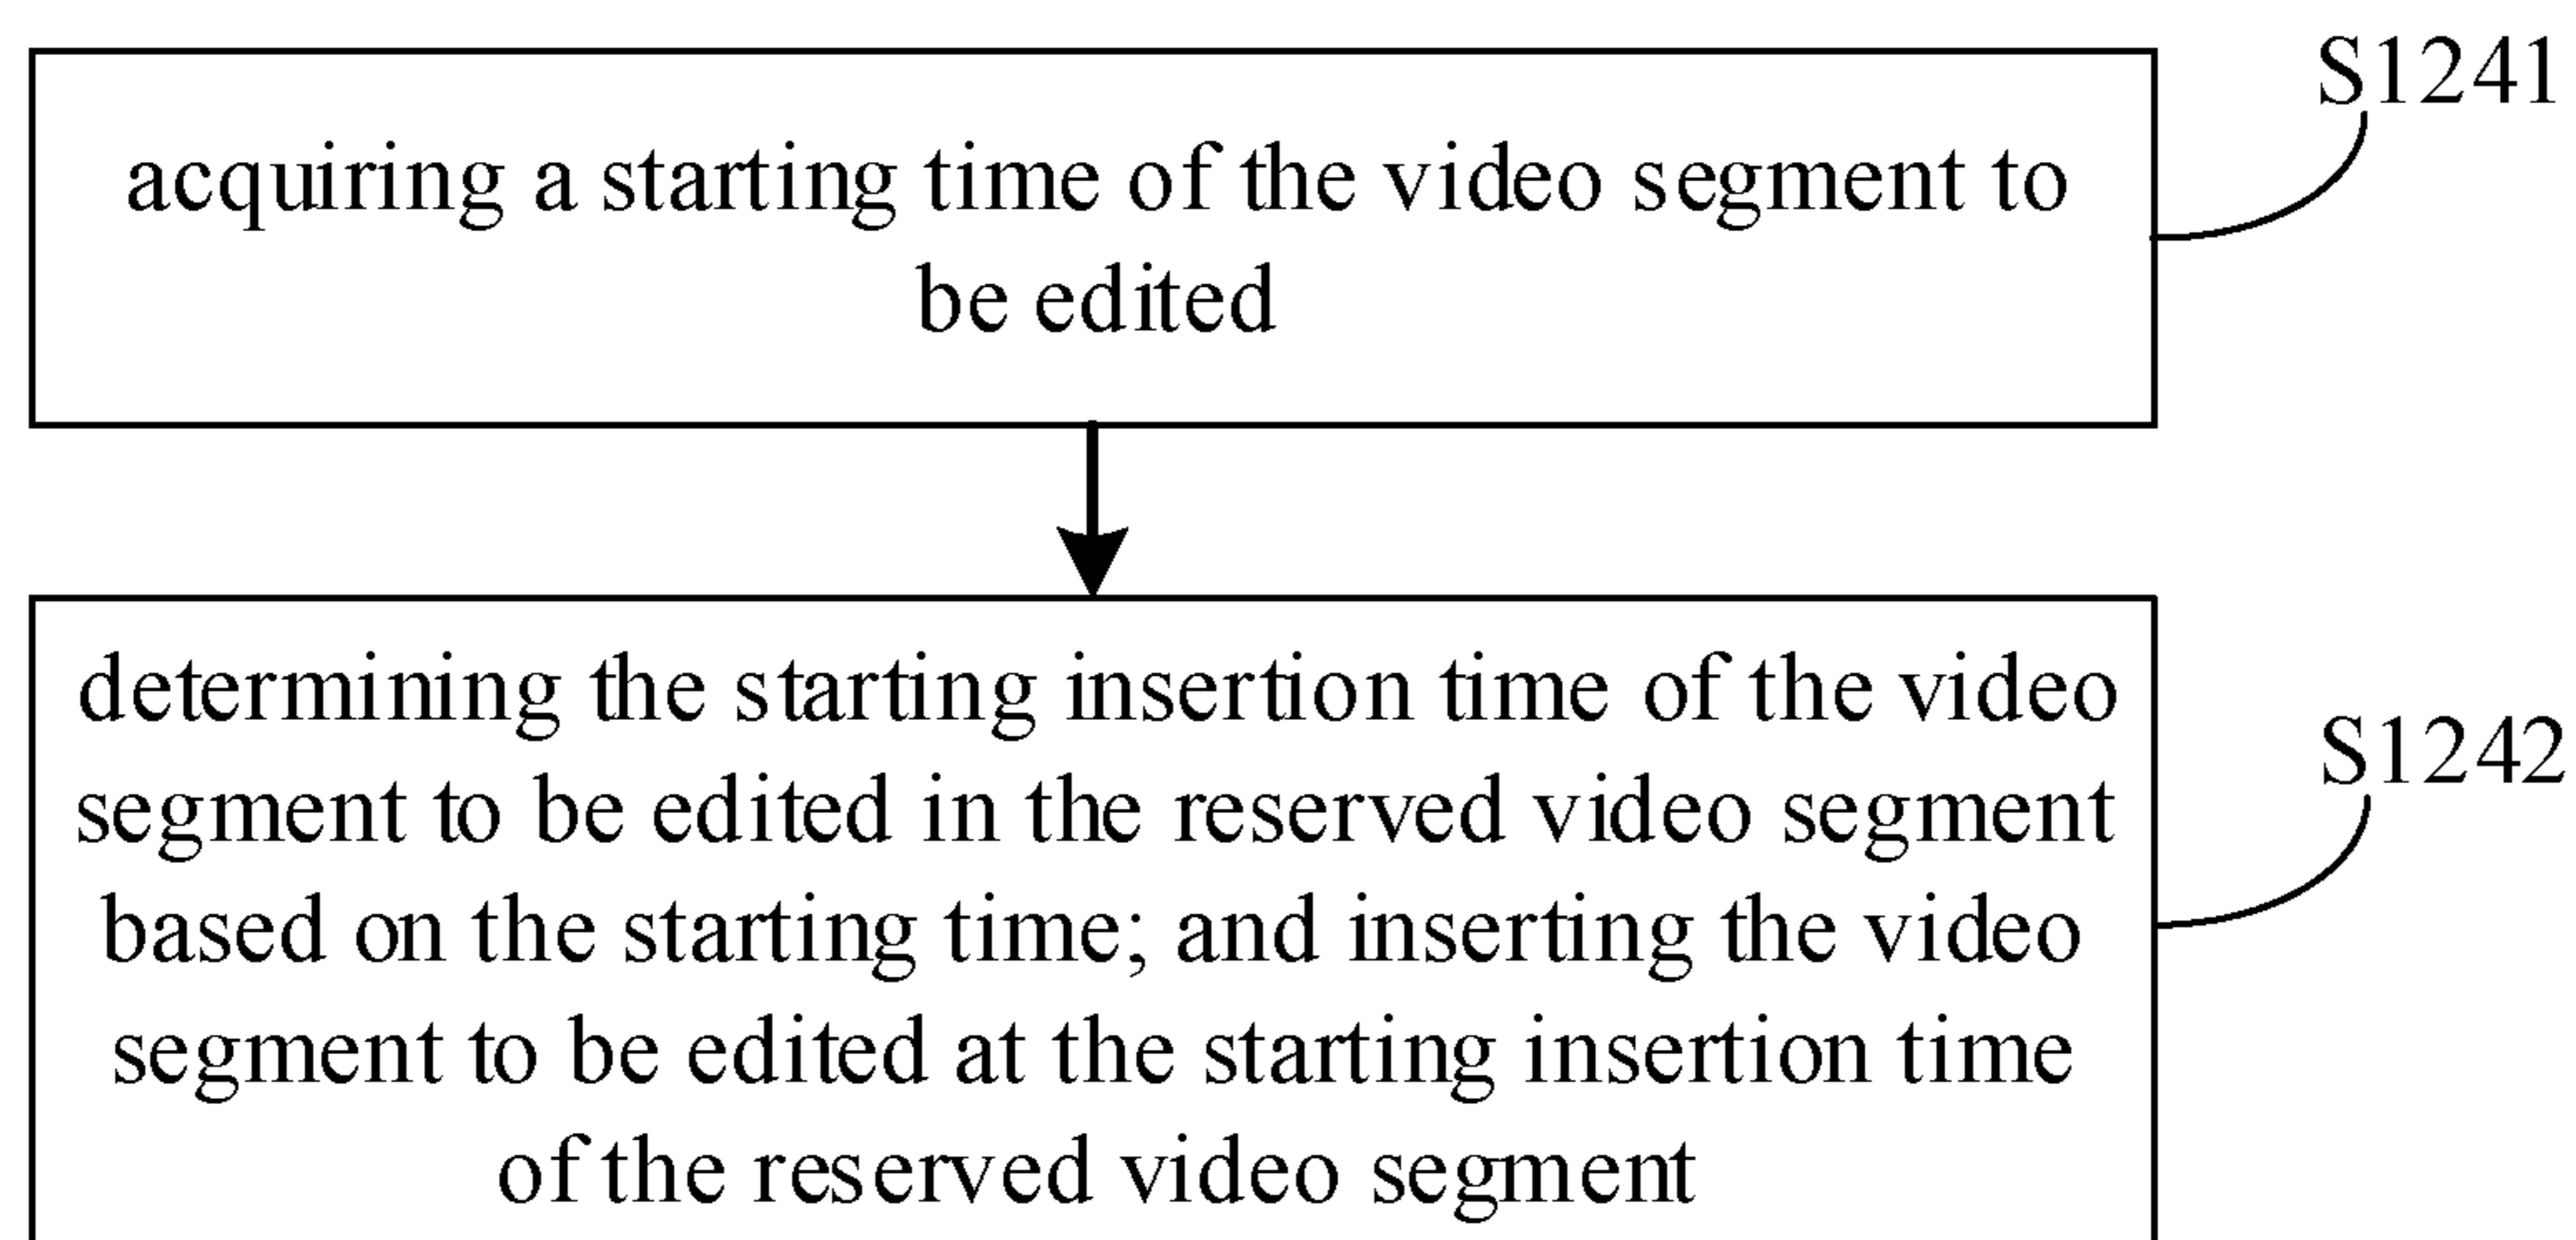 S1241
acquiring a starting time of the video segment to
be edited
determining the starting insertion time of the video
segment to be edited in the reserved video segment
S1242
based on the starting time; and inserting the video
segment to be edited at the starting insertion time
of the reserved video segment